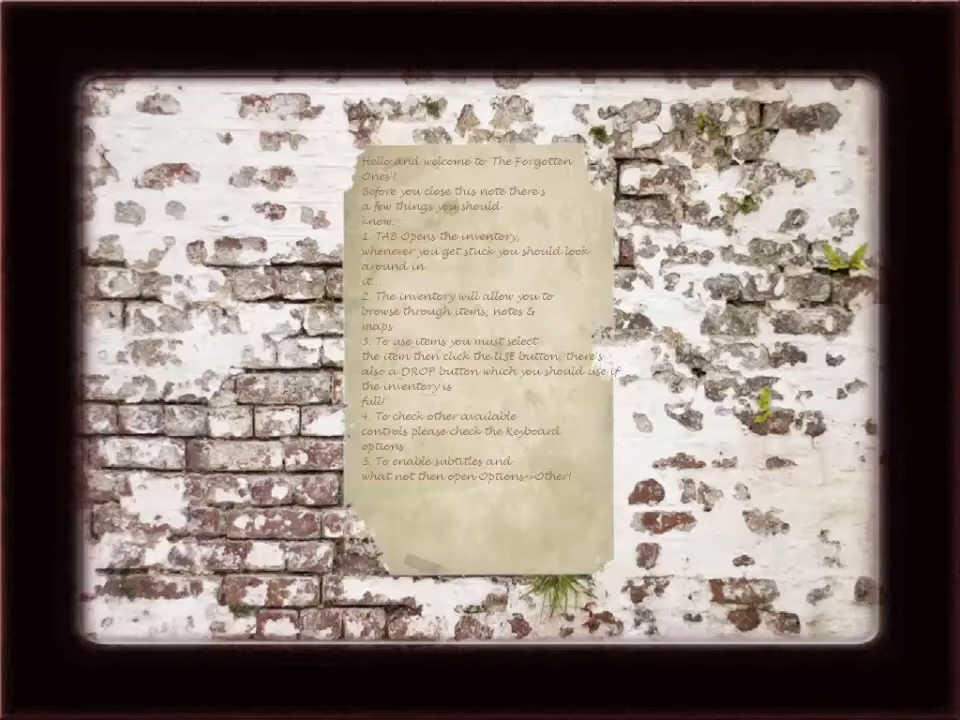 Hello and welcome to 'The Forgotten
Ones'!
Before you close this note there's
a few things you should
know;
1. TAB Opens the inventory,
whenever you get stuck you should look
around in
it...
2. The inventory will allow you to
browse through items, notes &
maps.
3. To use items you must select
the item then click the USE button, there's
also a DROP button which you should use if
the inventory is
full!
4. To check other available
controls please check the Keyboard
options.
5. To enable subtitles and
what not then open Options->Other!